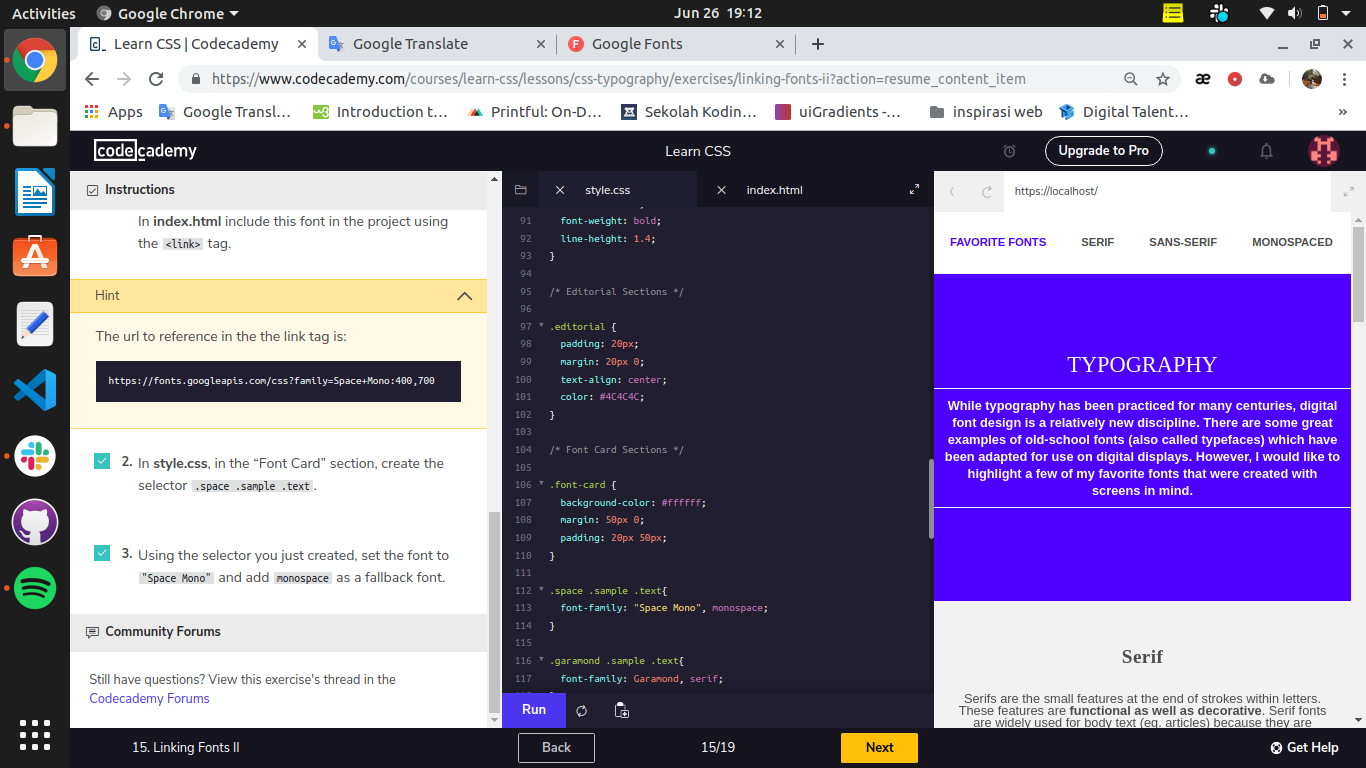 Activities
Google Chrome
Jun 26 19:12
Learn CSS | Codecademy
Google Translate
Google Fonts
https://www.codecademy.com/courses/learn-css/lessons/css-typography/exercises/linking-fonts-ii?action=resume_content_item
Apps
Google Transl…
Introduction t…
Printful: On-D…
Sekolah Kodin…
uiGradients -…
inspirasi web
Digital Talent…
»
codecademy
Learn CSS
Upgrade to Pro
Instructions
In index.html include this font in the project using
the <link> tag.
Hint
The url to reference in the the link tag is:
https://fonts.googleapis.com/css?family=Space+Mono:400,700
2. In style.css, in the “Font Card” section, create the
selector .space .sample .text.
3. Using the selector you just created, set the font to
"Space Mono" and add monospace as a fallback font.
Community Forums
Still have questions? View this exercise's thread in the
Codecademy Forums
style.css
index.html
91 font-weight: bold;
92 line-height: 1.4;
93 }
94
95 /* Editorial Sections */
96
97 .editorial {
98 padding: 20px;
99 margin: 20px 0;
100 text-align: center;
101 color: #4C4C4C;
102 }
103
104 /* Font Card Sections */
105
106 .font-card {
107 background-color: #ffffff;
108 margin: 50px 0;
109 padding: 20px 50px;
110 }
111
112 .space .sample .text{
113 font-family: "Space Mono", monospace;
114 }
115
116 .garamond .sample .text{
117 font-family: Garamond, serif;
Run
https://localhost/
FAVORITE FONTS
SERIF
SANS-SERIF
MONOSPACED
TYPOGRAPHY
While typography has been practiced for many centuries, digital
font design is a relatively new discipline. There are some great
examples of old-school fonts (also called typefaces) which have
been adapted for use on digital displays. However, I would like to
highlight a few of my favorite fonts that were created with
screens in mind.
Serif
Serifs are the small features at the end of strokes within letters.
These features are functional as well as decorative. Serif fonts
are widely used for body text (eg. articles) because they are
15. Linking Fonts II
Back
15/19
Next
Get Help